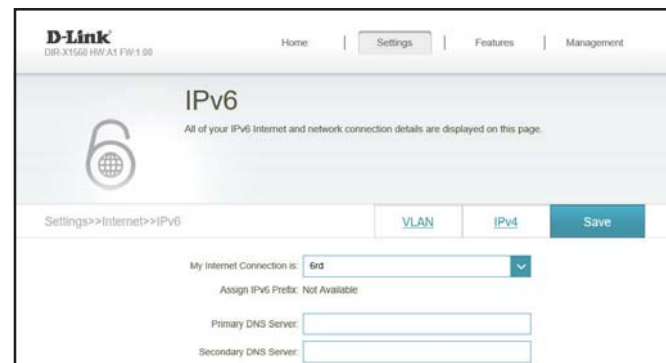 D-Link
DIR-X1560 HW:A1 FW:1.00
Home | Settings | Features | Management
IPv6
All of your IPv6 Internet and network connection details are displayed on this page.
Settings>>Internet>>IPv6
VLAN
IPv4
Save
My Internet Connection is: 6rd
Assign IPv6 Prefix: Not Available
Primary DNS Server:
Secondary DNS Server: